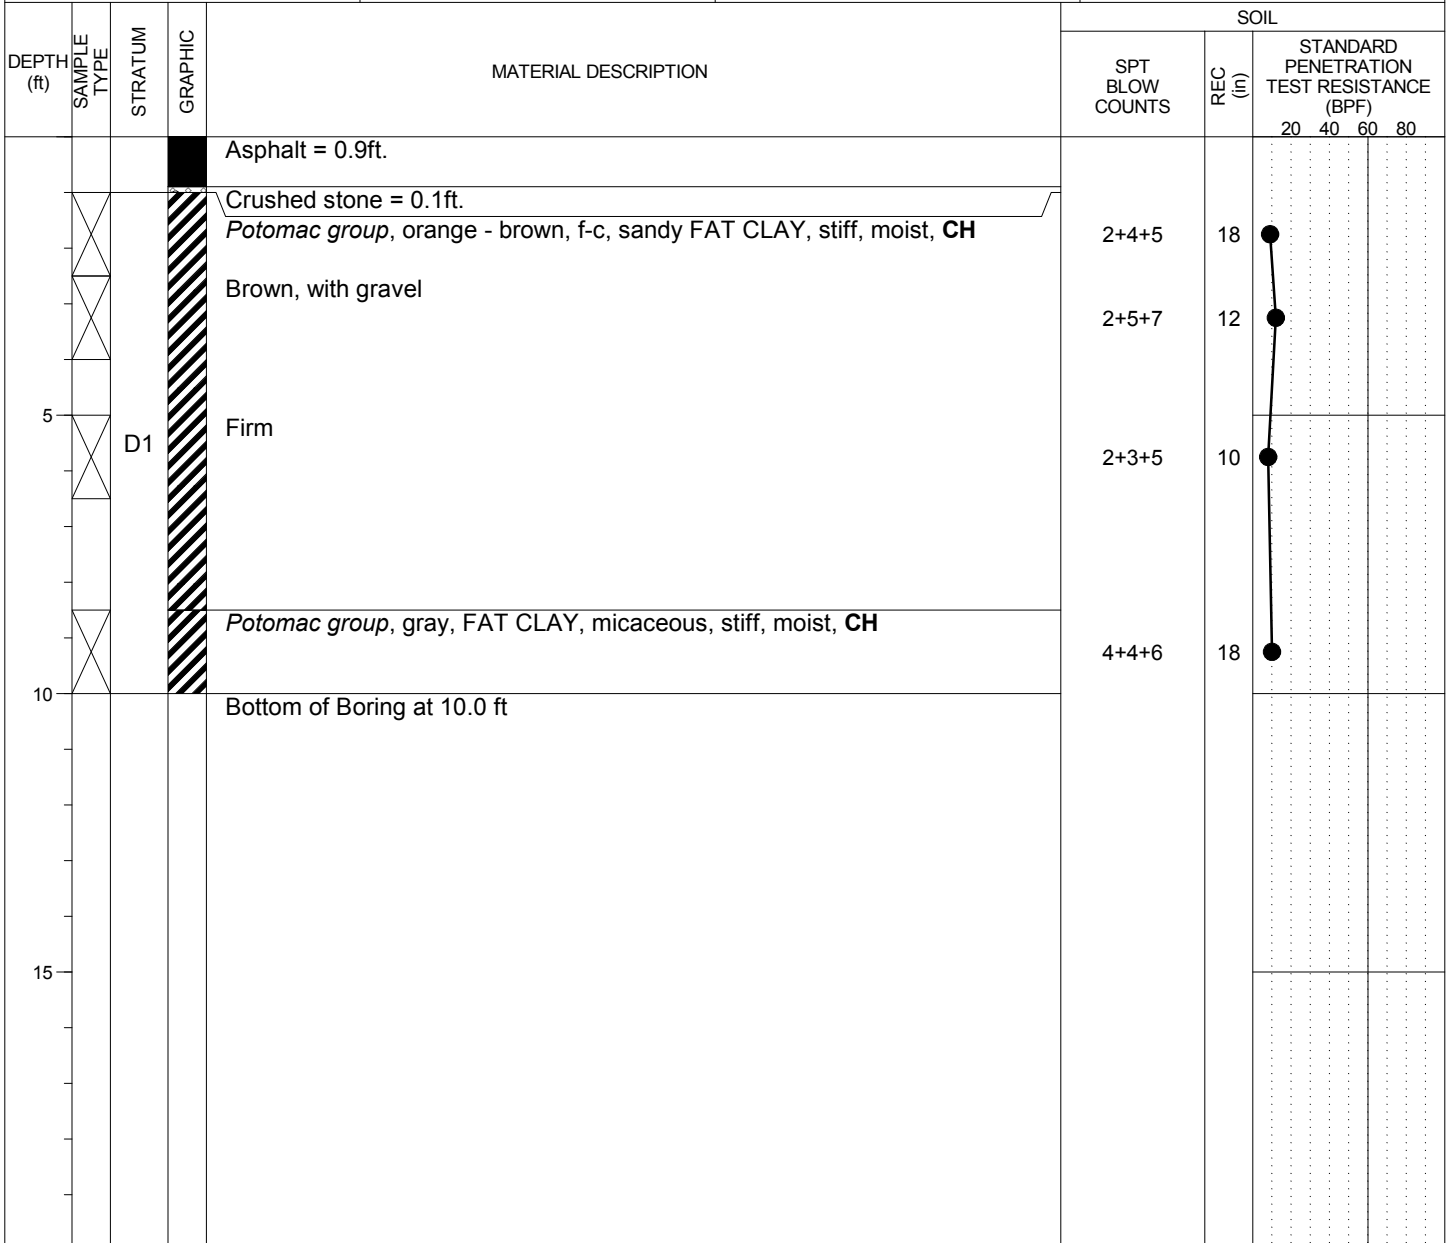 SOIL
DEPTH
(ft)
SAMPLE
TYPE
STRATUM
GRAPHIC
MATERIAL DESCRIPTION
SPT
BLOW
COUNTS
REC
(in)
STANDARD
PENETRATION
TEST RESISTANCE
(BPF)
20 40 60 80
Asphalt = 0.9ft.
Crushed stone = 0.1ft.
Potomac group, orange - brown, f-c, sandy FAT CLAY, stiff, moist, CH
2+4+5 18
Brown, with gravel
2+5+7 12
5
Firm
D1
2+3+5 10
Potomac group, gray, FAT CLAY, micaceous, stiff, moist, CH
4+4+6 18
10
Bottom of Boring at 10.0 ft
15